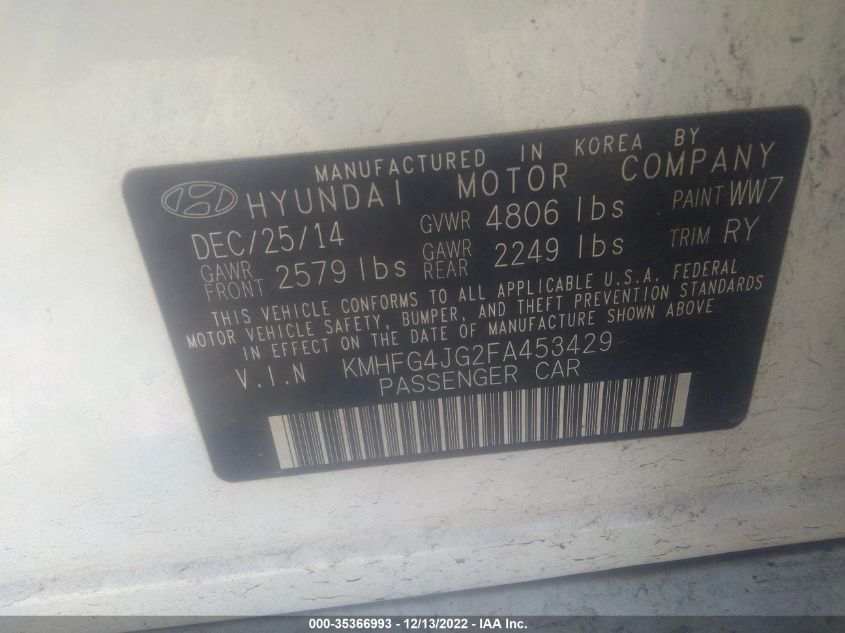 MANUFACTURED IN KOREA BY
HYUNDAI MOTOR COMPANY
DEC/25/14 GVWR 4806 lbs PAINT WW7
GAWR FRONT 2579 lbs GAWR REAR 2249 lbs TRIM RY
THIS VEHICLE CONFORMS TO ALL APPLICABLE U.S.A. FEDERAL
MOTOR VEHICLE SAFETY, BUMPER, AND THEFT PREVENTION STANDARDS
IN EFFECT ON THE DATE OF MANUFACTURE SHOWN ABOVE
V.I.N KMHFG4JG2FA453429
PASSENGER CAR
000-35366993 - 12/13/2022 - IAA Inc.